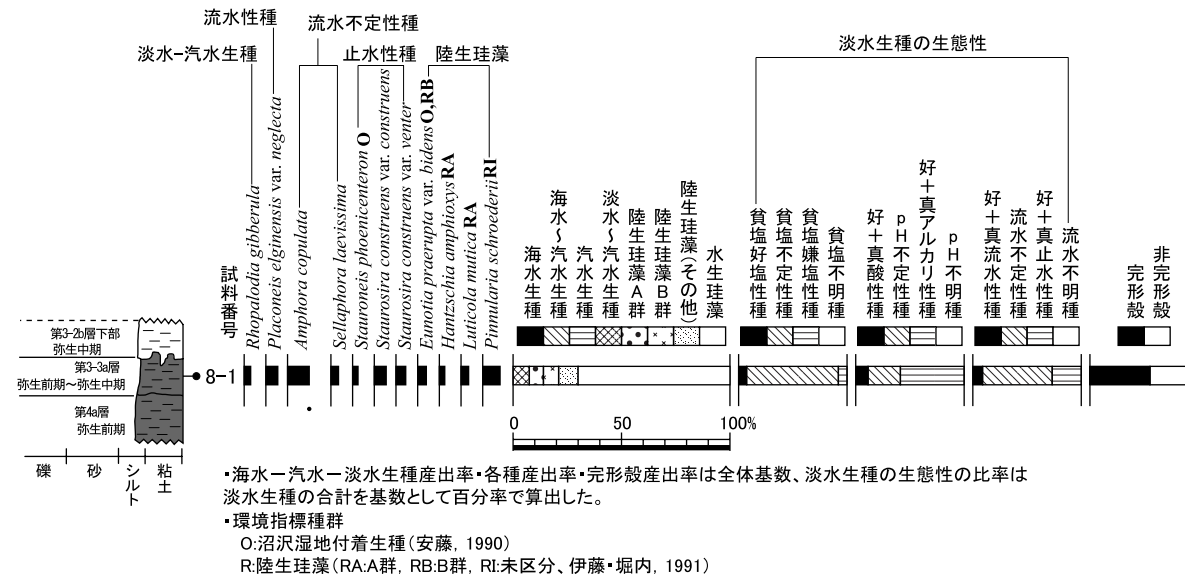 流水性種
流水不定性種
淡水生種の生態性
淡水−汽水生種
止水性種
陸生珪藻
試料番号
Rhopalodia gibberula
Placoneis elginensis var. neglecta
Amphora copulata
Sellaphora laevissima
Stauroneis phoenicenteron O
Staurosira construens var. construens
Staurosira construens var. venter
Eunotia praerupta var. bidens O,RB
Hantzschia amphioxys RA
Luticola mutica RA
Pinnularia schroederii RI
海水生種
海水〜汽水生種
汽水生種
淡水〜汽水生種
陸生珪藻A群
陸生珪藻B群
陸生珪藻(その他)
水生珪藻
貧塩好塩性種
貧塩不定性種
貧塩嫌塩性種
貧塩不明種
好+真酸性種
pH不定性種
好+真アルカリ性種
pH不明種
好+真流水性種
流水不定性種
好+真止水性種
流水不明種
完形殻
非完形殻
第3-2b層下部
弥生中期
第3-3a層
弥生前期〜弥生中期
8-1
第4a層
弥生前期
0 50 100%
礫 砂 シルト 粘土
・海水ー汽水ー淡水生種産出率・各種産出率・完形殻産出率は全体基数、淡水生種の生態性の比率は
淡水生種の合計を基数として百分率で算出した。
・環境指標種群
O:沼沢湿地付着生種(安藤, 1990)
R:陸生珪藻(RA:A群, RB:B群, RI:未区分、伊藤・堀内, 1991)